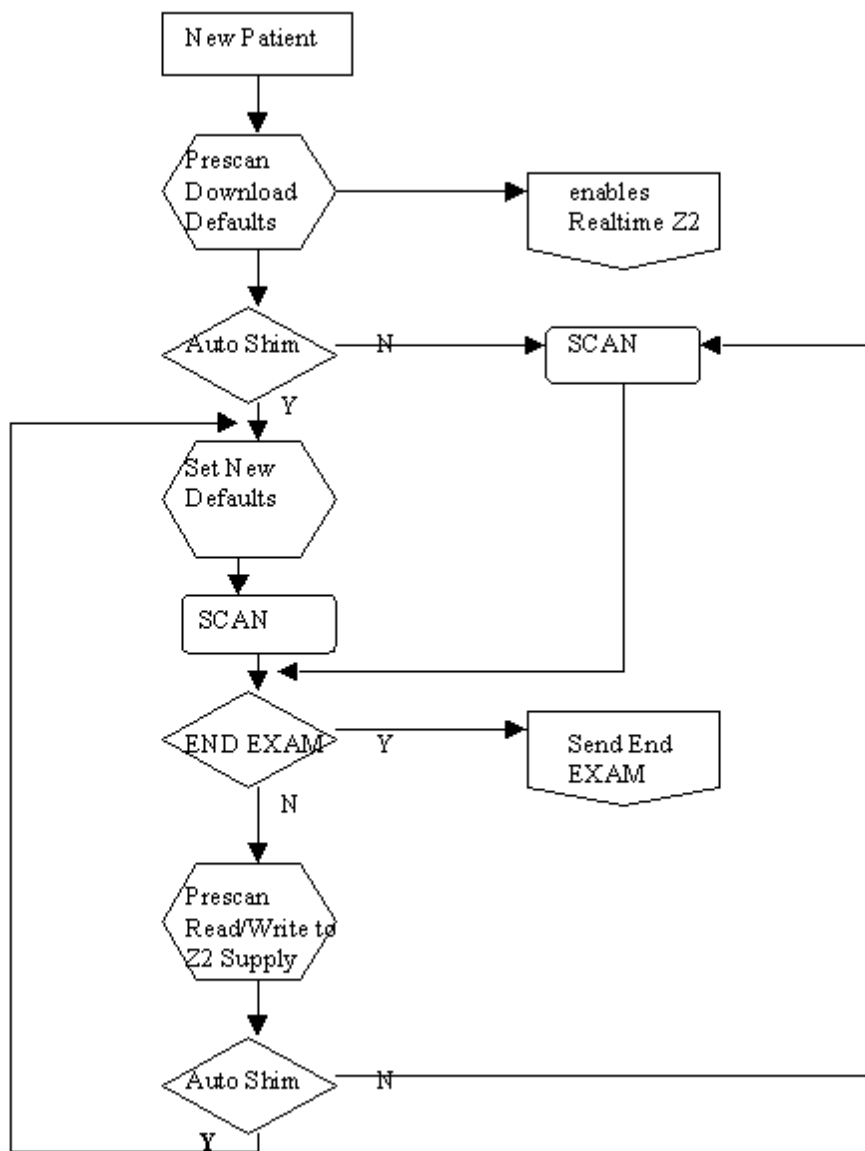 New Patient
Prescan
Download
Defaults
enables
Realtime Z2
Auto Shim
N
SCAN
Y
Set New
Defaults
SCAN
END EXAM
Y
Send End
EXAM
N
Prescan
Read/Write to
Z2 Supply
Auto Shim
N
Y